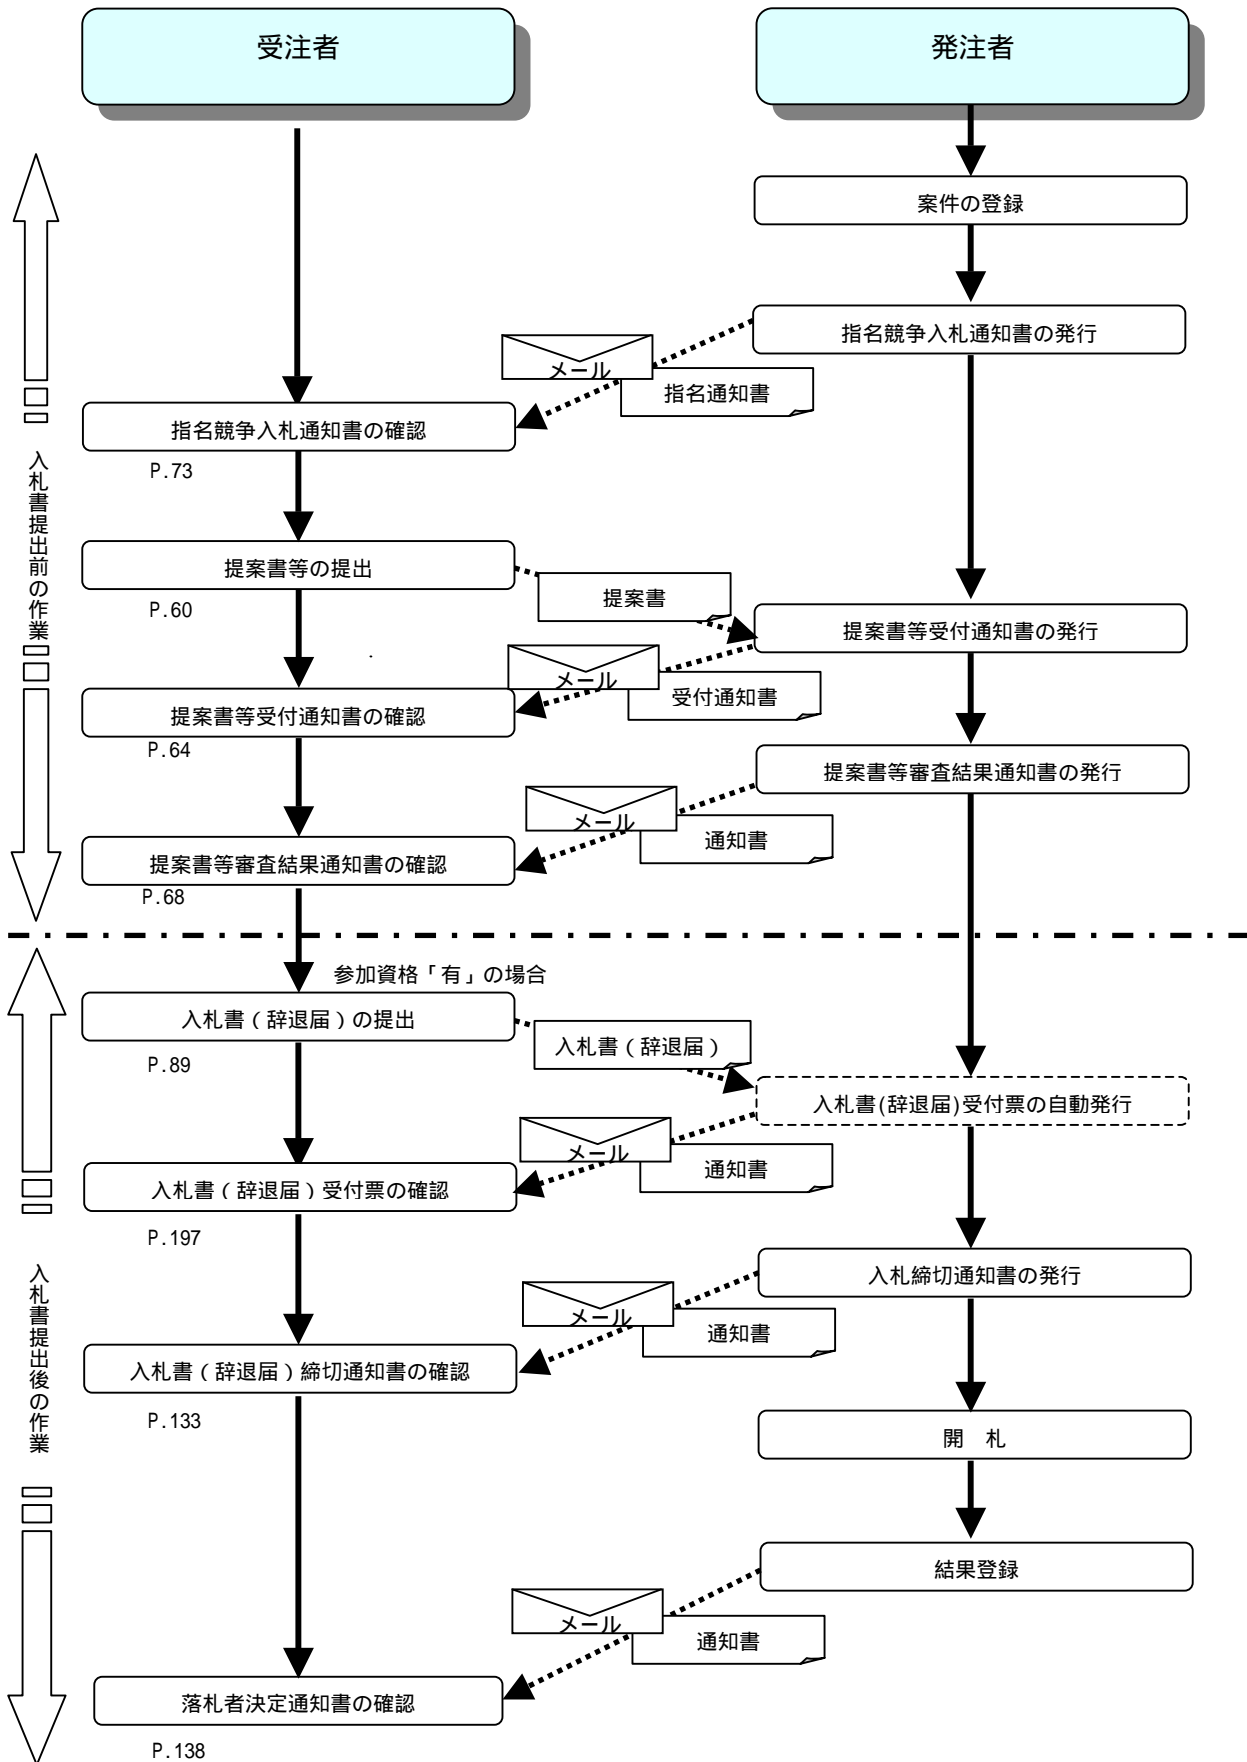 受注者
発注者
案件の登録
指名競争入札通知書の発行
メール
指名通知書
指名競争入札通知書の確認
P.73
入札書提出前の作業
提案書等の提出
P.60
提案書
提案書等受付通知書の発行
メール
受付通知書
提案書等受付通知書の確認
P.64
提案書等審査結果通知書の発行
メール
通知書
提案書等審査結果通知書の確認
P.68
参加資格「有」の場合
入札書(辞退届)の提出
P.89
入札書(辞退届)
入札書(辞退届)受付票の自動発行
メール
通知書
入札書(辞退届)受付票の確認
P.197
入札書提出後の作業
入札締切通知書の発行
メール
通知書
入札書(辞退届)締切通知書の確認
P.133
開 札
結果登録
メール
通知書
落札者決定通知書の確認
P.138